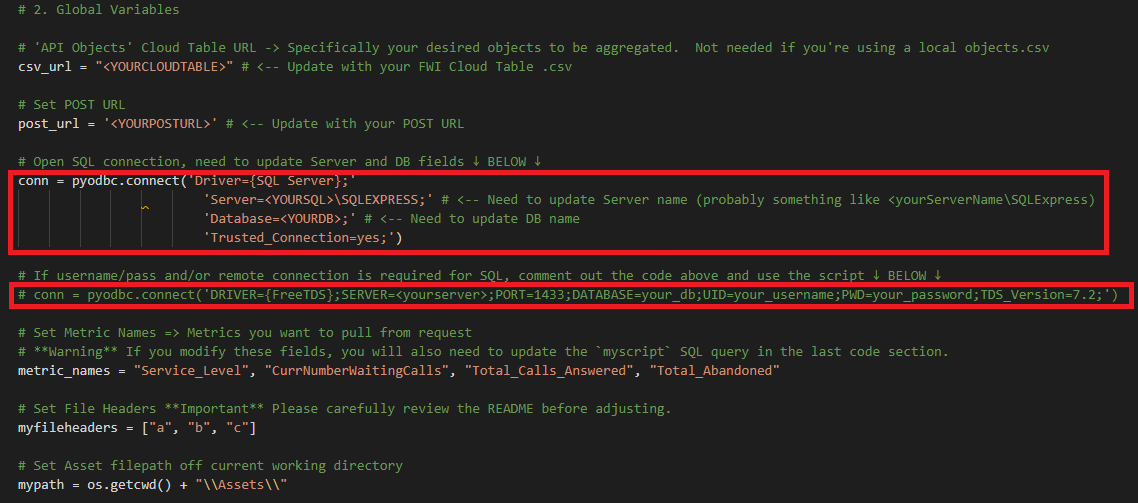 # 2. Global Variables
# 'API Objects' Cloud Table URL -> Specifically your desired objects to be aggregated.  Not needed if you're using a local objects.csv
csv_url = "<YOURCLOUDTABLE>" # <-- Update with your FWI Cloud Table .csv
# Set POST URL
post_url = '<YOURPOSTURL>' # <-- Update with your POST URL
# Open SQL connection, need to update Server and DB fields ↓ BELOW ↓
conn = pyodbc.connect('Driver={SQL Server};'
'Server=<YOURSQL>\SQLEXPRESS;' # <-- Need to update Server name (probably something like <yourServerName\SQLExpress)
'Database=<YOURDB>;' # <-- Need to update DB name
'Trusted_Connection=yes;')
# If username/pass and/or remote connection is required for SQL, comment out the code above and use the script ↓ BELOW ↓
# conn = pyodbc.connect('DRIVER={FreeTDS};SERVER=<yourserver>;PORT=1433;DATABASE=your_db;UID=your_username;PWD=your_password;TDS_Version=7.2;')
# Set Metric Names => Metrics you want to pull from request
# **Warning** If you modify these fields, you will also need to update the `myscript` SQL query in the last code section.
metric_names = "Service_Level", "CurrNumberWaitingCalls", "Total_Calls_Answered", "Total_Abandoned"
# Set File Headers **Important** Please carefully review the README before adjusting.
myfileheaders = ["a", "b", "c"]
# Set Asset filepath off current working directory
mypath = os.getcwd() + "\\Assets\\"